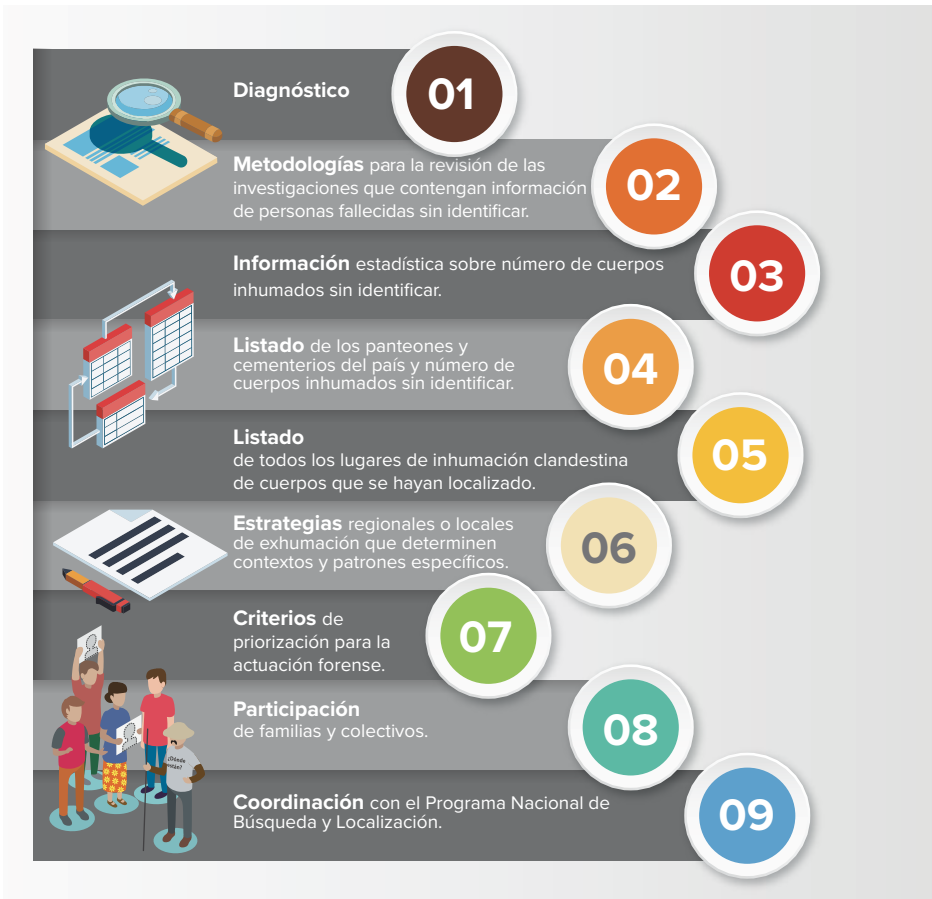 Diagnóstico
01
Metodologías para la revisión de las
investigaciones que contengan información
de personas fallecidas sin identificar.
02
Información estadística sobre número de cuerpos
inhumados sin identificar.
03
Listado de los panteones y
cementerios del país y número de
cuerpos inhumados sin identificar.
04
Listado
de todos los lugares de inhumación clandestina
de cuerpos que se hayan localizado.
05
Estrategias regionales o locales
de exhumación que determinen
contextos y patrones específicos.
06
Criterios de
priorización para la
actuación forense.
07
Participación
de familias y colectivos.
08
¿Dónde
están?
Coordinación con el Programa Nacional de
Búsqueda y Localización.
09